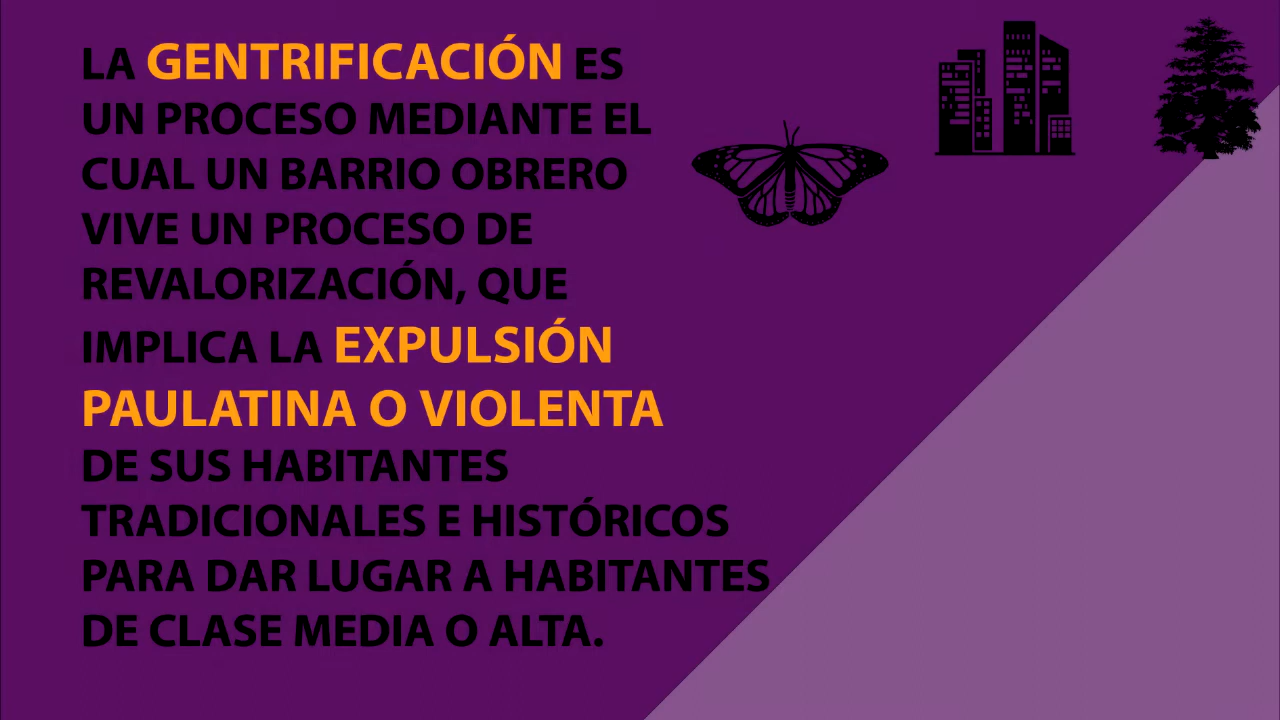 LA GENTRIFICACIÓN ES
UN PROCESO MEDIANTE EL
CUAL UN BARRIO OBRERO
VIVE UN PROCESO DE
REVALORIZACIÓN, QUE
IMPLICA LA EXPULSIÓN
PAULATINA O VIOLENTA
DE SUS HABITANTES
TRADICIONALES E HISTÓRICOS
PARA DAR LUGAR A HABITANTES
DE CLASE MEDIA O ALTA.